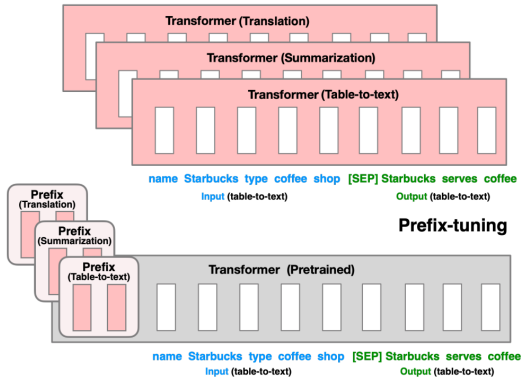 Transformer (Translation)
Transformer (Summarization)
Transformer (Table-to-text)
name Starbucks type coffee shop [SEP] Starbucks serves coffee
Input (table-to-text) Output (table-to-text)
Prefix-tuning
Prefix
(Translation)
Prefix
(Summarization)
Prefix
(Table-to-text)
Transformer (Pretrained)
name Starbucks type coffee shop [SEP] Starbucks serves coffee
Input (table-to-text) Output (table-to-text)